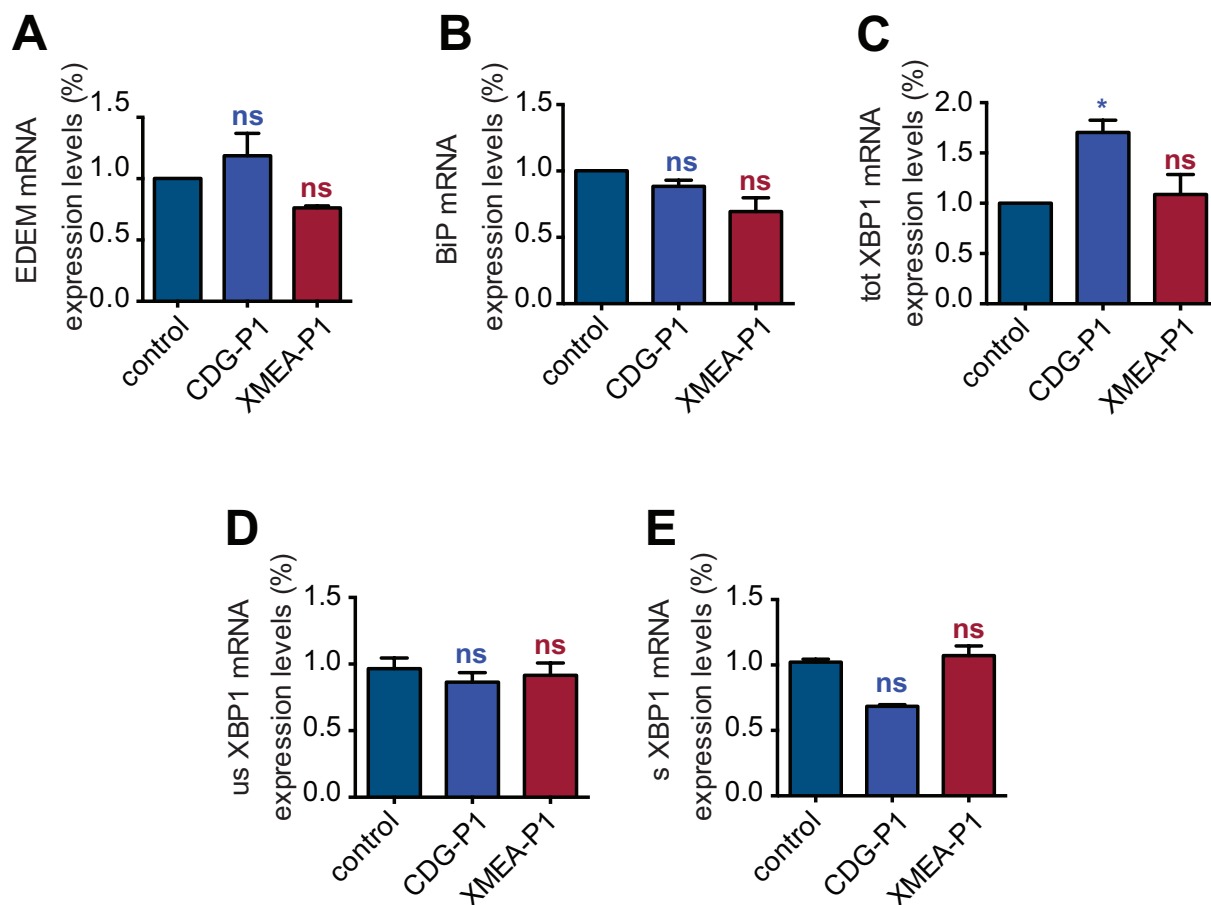 A
EDEM mRNA
expression levels (%)
1.5
1.0
0.5
0.0
ns
ns
control
CDG-P1
XMEA-P1
B
BiP mRNA
expression levels (%)
1.5
1.0
0.5
0.0
ns
ns
control
CDG-P1
XMEA-P1
C
tot XBP1 mRNA
expression levels (%)
2.0
1.5
1.0
0.5
0.0
*
ns
control
CDG-P1
XMEA-P1
D
us XBP1 mRNA
expression levels (%)
1.5
1.0
0.5
0.0
ns
ns
control
CDG-P1
XMEA-P1
E
s XBP1 mRNA
expression levels (%)
1.5
1.0
0.5
0.0
ns
ns
control
CDG-P1
XMEA-P1